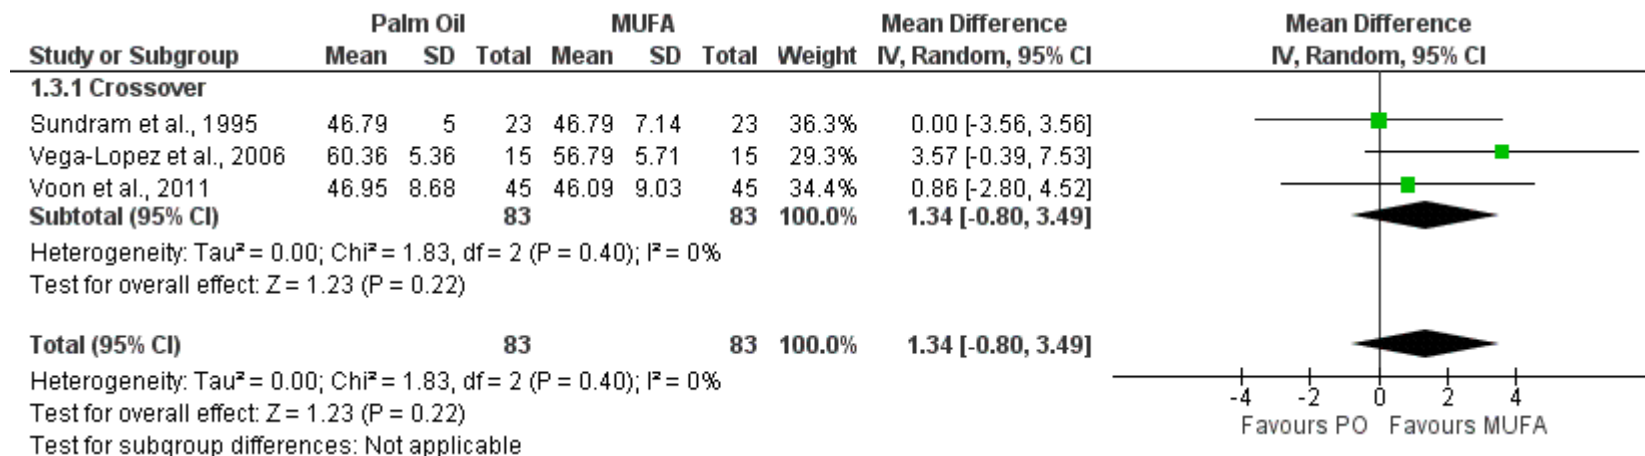 Palm Oil MUFA Mean Difference Mean Difference
Study or Subgroup Mean SD Total Mean SD Total Weight IV, Random, 95% CI IV, Random, 95% CI
1.3.1 Crossover
Sundram et al., 1995 46.79 5 23 46.79 7.14 23 36.3% 0.00 [-3.56, 3.56]
Vega-Lopez et al., 2006 60.36 5.36 15 56.79 5.71 15 29.3% 3.57 [-0.39, 7.53]
Voon et al., 2011 46.95 8.68 45 46.09 9.03 45 34.4% 0.86 [-2.80, 4.52]
Subtotal (95% CI) 83 83 100.0% 1.34 [-0.80, 3.49]
Heterogeneity: Tau² = 0.00; Chi² = 1.83, df = 2 (P = 0.40); I² = 0%
Test for overall effect: Z = 1.23 (P = 0.22)
Total (95% CI) 83 83 100.0% 1.34 [-0.80, 3.49]
Heterogeneity: Tau² = 0.00; Chi² = 1.83, df = 2 (P = 0.40); I² = 0%
Test for overall effect: Z = 1.23 (P = 0.22)
Test for subgroup differences: Not applicable
-4 -2 0 2 4
Favours PO Favours MUFA